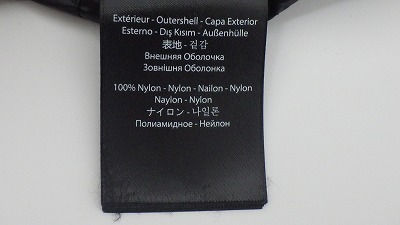 Extérieur - Outershell - Capa Exterior
Esterno - Dış Kısım - Außenhülle
表地 - 겉감
Внешняя Оболочка
Зовнішня Оболонка
100% Nylon - Nylon - Nailon - Nylon
Naylon - Nylon
ナイロン - 나일론
Полиамидное - Нейлон